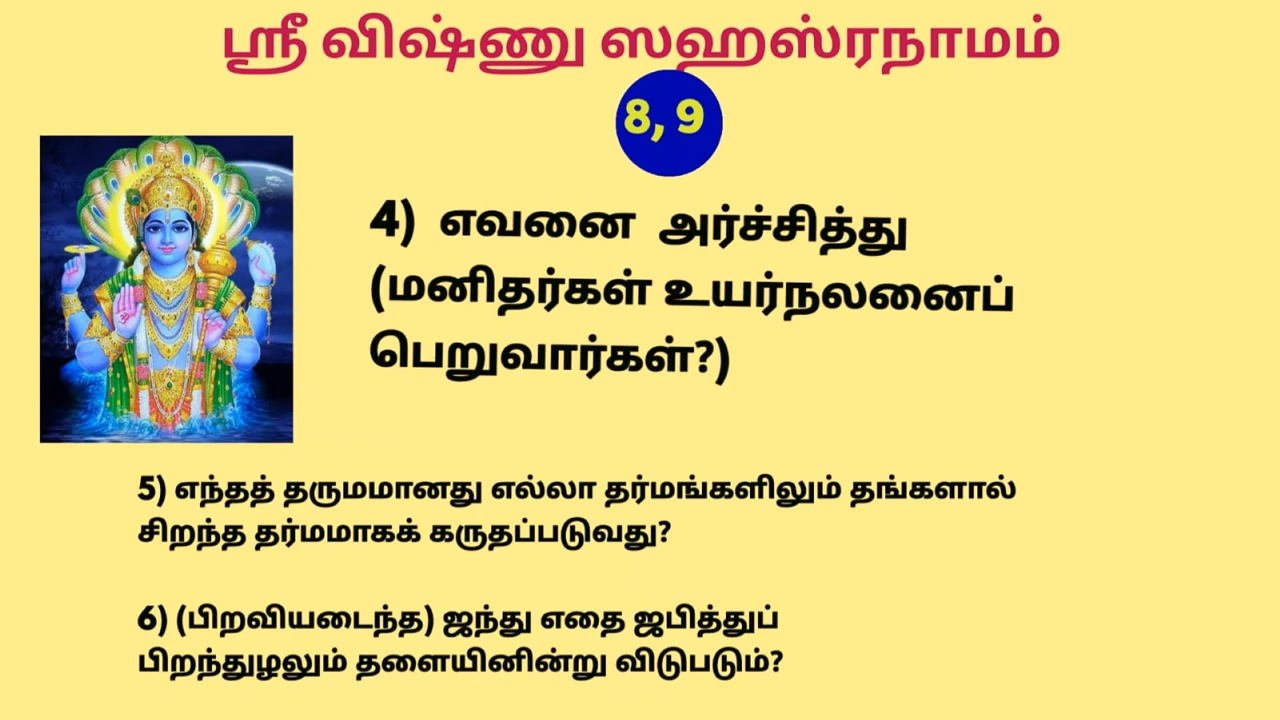 ஸ்ரீ விஷ்ணு ஸஹஸ்ரநாமம்
8, 9
4) எவனை அர்ச்சித்து
(மனிதர்கள் உயர்நலனைப்
பெறுவார்கள்?)
5) எந்தத் தருமமானது எல்லா தர்மங்களிலும் தங்களால்
சிறந்த தர்மமாகக் கருதப்படுவது?
6) (பிறவியடைந்த) ஜந்து எதை ஜபித்துப்
பிறந்துழலும் தளையினின்று விடுபடும்?